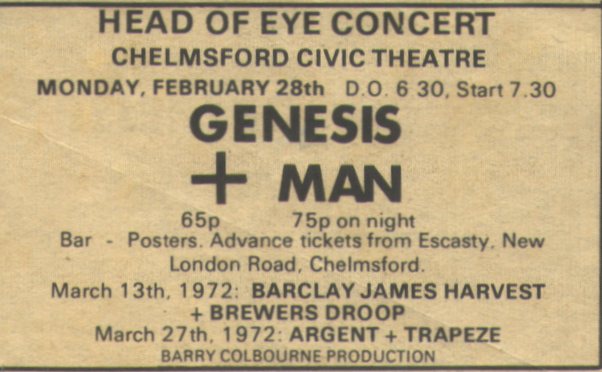 HEAD OF EYE CONCERT
CHELMSFORD CIVIC THEATRE
MONDAY, FEBRUARY 28th D.O. 6 30, Start 7.30
GENESIS
+ MAN
65p 75p on night
Bar - Posters. Advance tickets from Escasty, New
London Road, Chelmsford.
March 13th, 1972: BARCLAY JAMES HARVEST
+ BREWERS DROOP
March 27th, 1972: ARGENT + TRAPEZE
BARRY COLBOURNE PRODUCTION